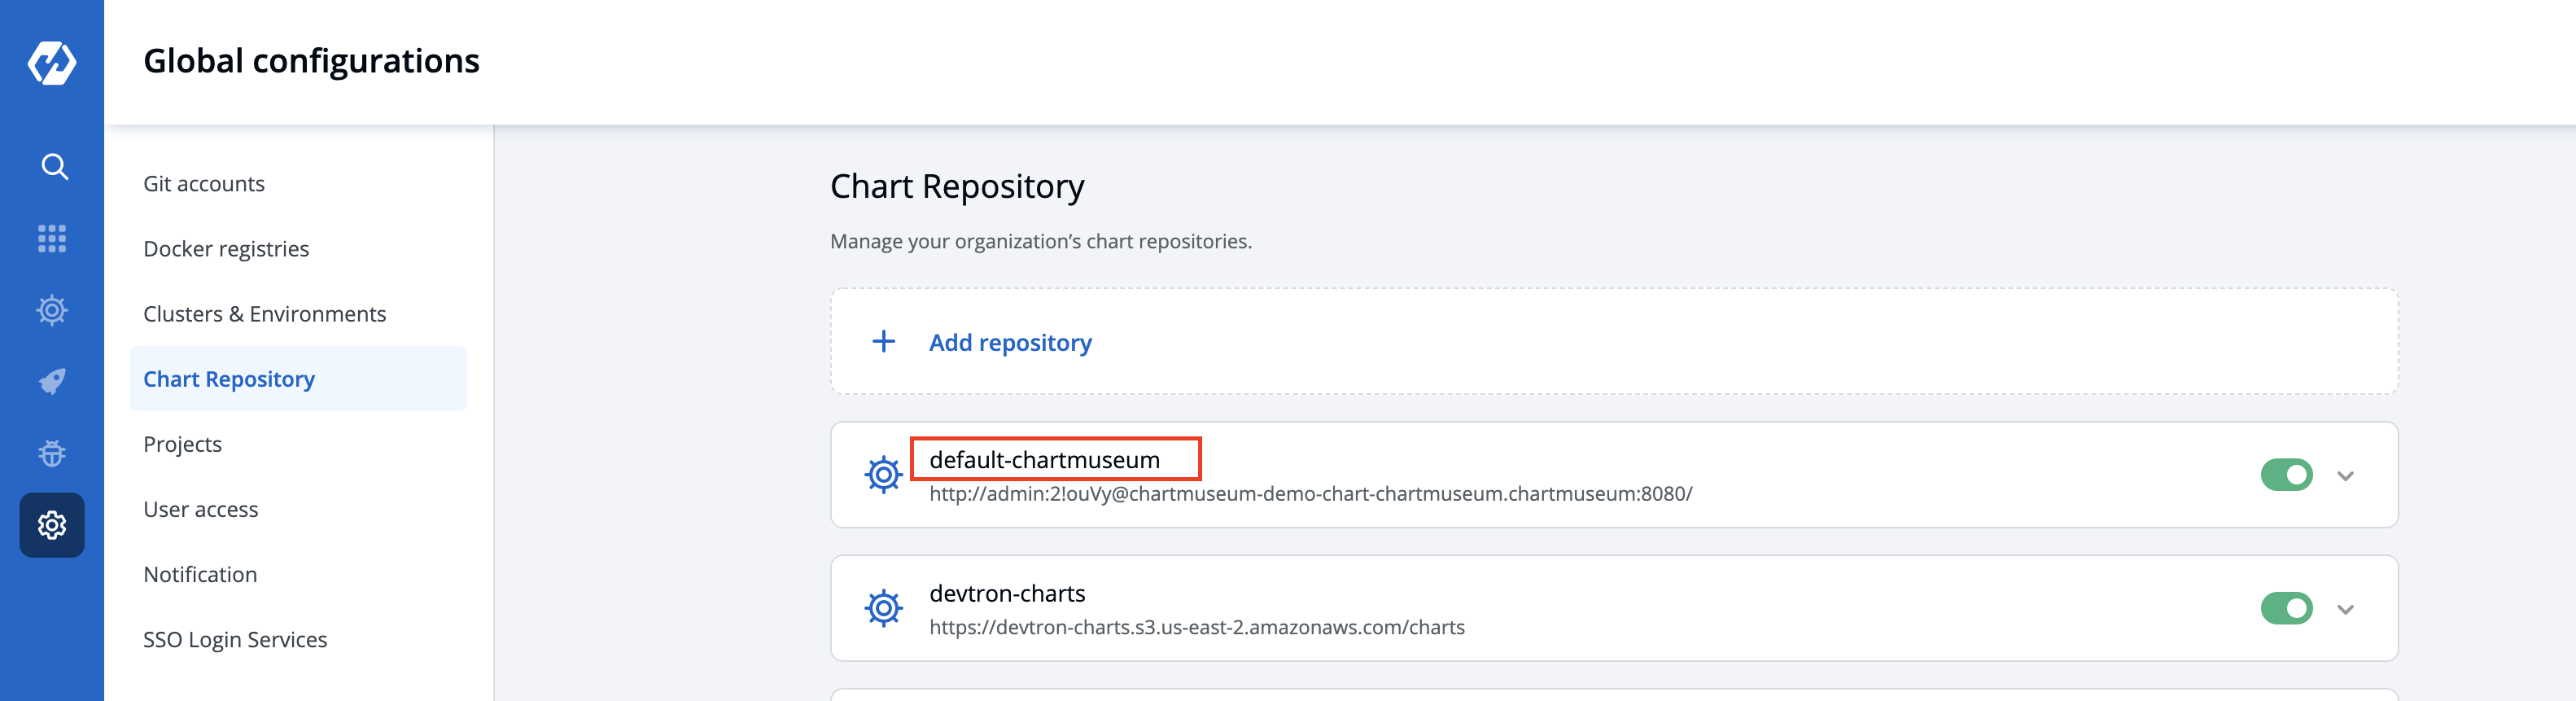 Global configurations
Git accounts
Docker registries
Clusters & Environments
Chart Repository
Projects
User access
Notification
SSO Login Services
Chart Repository
Manage your organization’s chart repositories.
Add repository
default-chartmuseum
http://admin:2!ouVy@chartmuseum-demo-chart-chartmuseum.chartmuseum:8080/
devtron-charts
https://devtron-charts.s3.us-east-2.amazonaws.com/charts